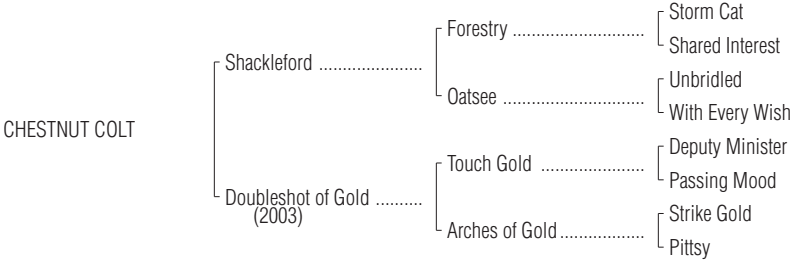 Storm Cat
Forestry ............................
Shared Interest
Shackleford ......................
Unbridled
Oatsee ..............................
With Every Wish
CHESTNUT COLT
Deputy Minister
Touch Gold ......................
Passing Mood
Doubleshot of Gold ..........
(2003)
Strike Gold
Arches of Gold..................
Pittsy